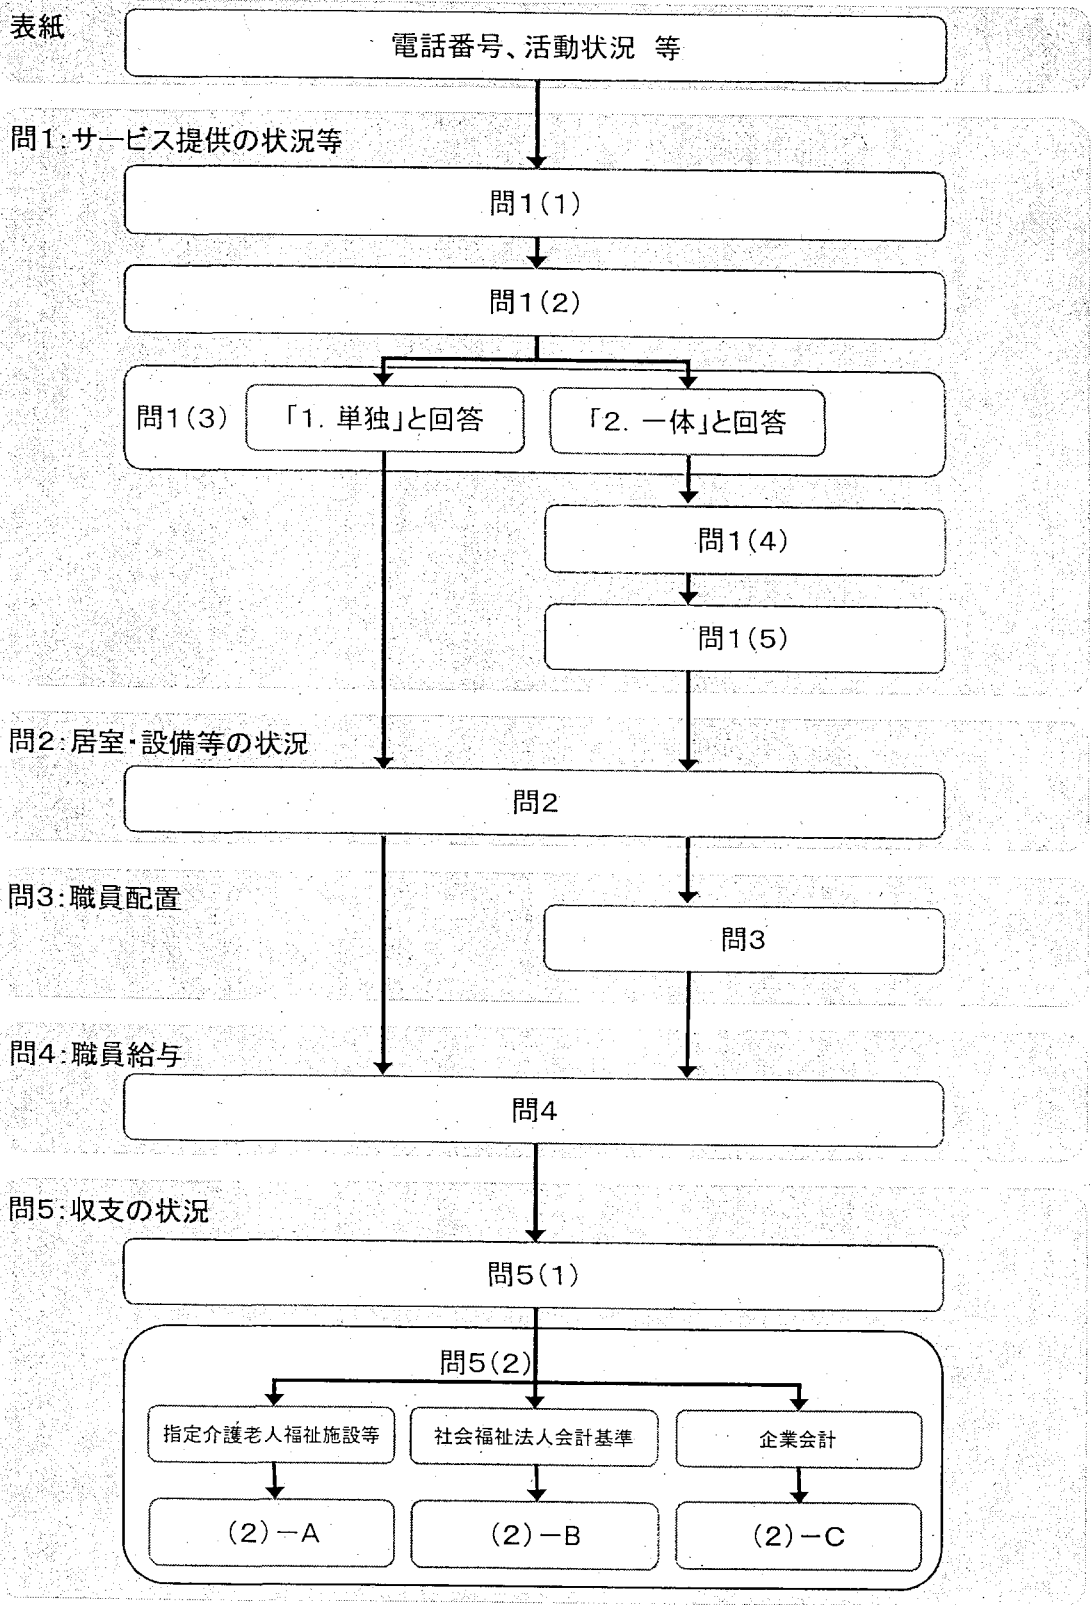 表紙
電話番号、活動状況 等
問1:サービス提供の状況等
問1(1)
問1(2)
問1(3)
「1. 単独」と回答
「2. 一体」と回答
問1(4)
問1(5)
問2:居室・設備等の状況
問2
問3:職員配置
問3
問4:職員給与
問4
問5:収支の状況
問5(1)
問5(2)
指定介護老人福祉施設等
社会福祉法人会計基準
企業会計
(2)-A
(2)-B
(2)-C